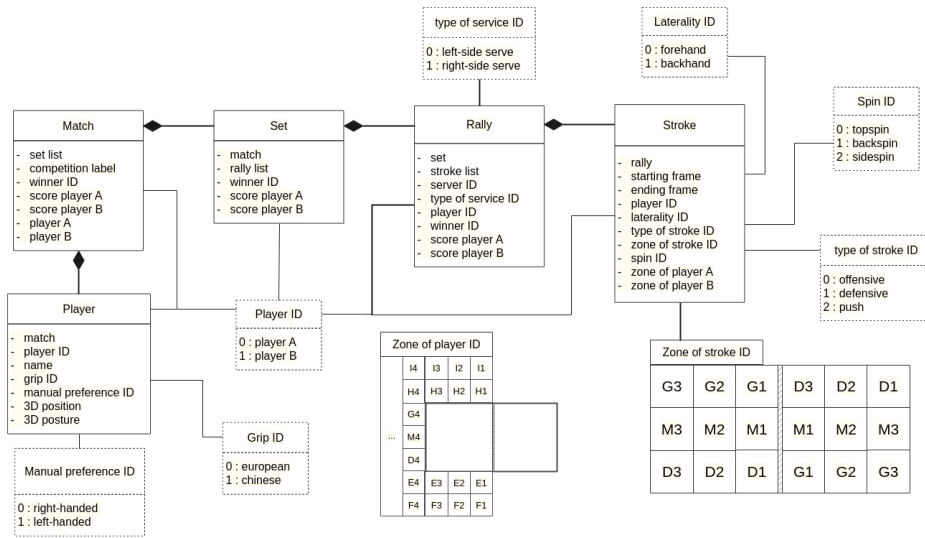 type of service ID
0 : left-side serve
1 : right-side serve
Laterality ID
0 : forehand
1 : backhand
Spin ID
0 : topspin
1 : backspin
2 : sidespin
Match
- set list
- competition label
- winner ID
- score player A
- score player B
- player A
- player B
Set
- match
- rally list
- winner ID
- score player A
- score player B
Rally
- set
- stroke list
- server ID
- type of service ID
- player ID
- winner ID
- score player A
- score player B
Stroke
- rally
- starting frame
- ending frame
- player ID
- laterality ID
- type of stroke ID
- zone of stroke ID
- spin ID
- zone of player A
- zone of player B
type of stroke ID
0 : offensive
1 : defensive
2 : push
Player
- match
- player ID
- name
- grip ID
- manual preference ID
- 3D position
- 3D posture
Player ID
0 : player A
1 : player B
Grip ID
0 : european
1 : chinese
Manual preference ID
0 : right-handed
1 : left-handed
Zone of player ID
I4 I3 I2 I1
H4 H3 H2 H1
G4
... M4
D4
E4 E3 E2 E1
F4 F3 F2 F1
Zone of stroke ID
G3 G2 G1 D3 D2 D1
M3 M2 M1 M1 M2 M3
D3 D2 D1 G1 G2 G3